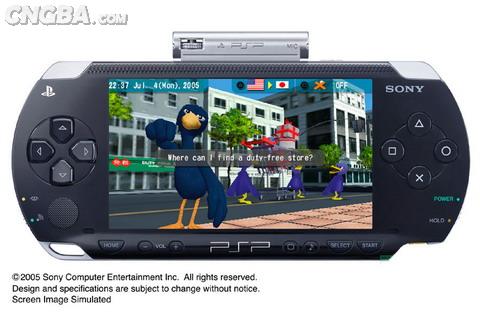 CNGBA.COM
PSP
MIC
22:37 Jul. 4(Mon), 2005
OFF
SONY
Where can I find a duty-free store?
POWER
HOLD
HOME
VOL
PSP
SELECT
START
©2005 Sony Computer Entertainment Inc. All rights reserved.
Design and specifications are subject to change without notice.
Screen Image Simulated